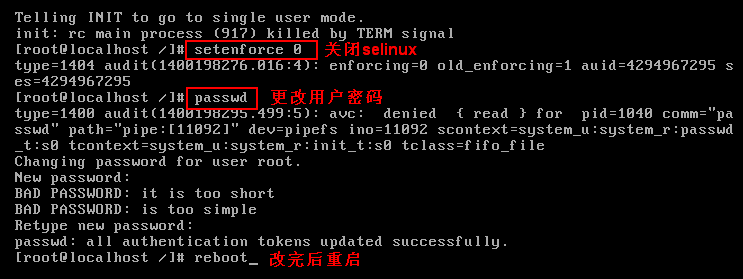 Telling INIT to go to single user mode.
init: rc main process (917) killed by TERM signal
[root@localhost /]# setenforce 0 关闭selinux
type=1404 audit(1400198276.016:4): enforcing=0 old_enforcing=1 auid=4294967295 s
es=4294967295
[root@localhost /]# passwd 更改用户密码
type=1400 audit(1400198295.499:5): avc:  denied  { read } for  pid=1040 comm="pa
sswd" path="pipe:[11092]" dev=pipefs ino=11092 scontext=system_u:system_r:passwd
_t:s0 tcontext=system_u:system_r:init_t:s0 tclass=fifo_file
Changing password for user root.
New password:
BAD PASSWORD: it is too short
BAD PASSWORD: is too simple
Retype new password:
passwd: all authentication tokens updated successfully.
[root@localhost /]# reboot_ 改完后重启